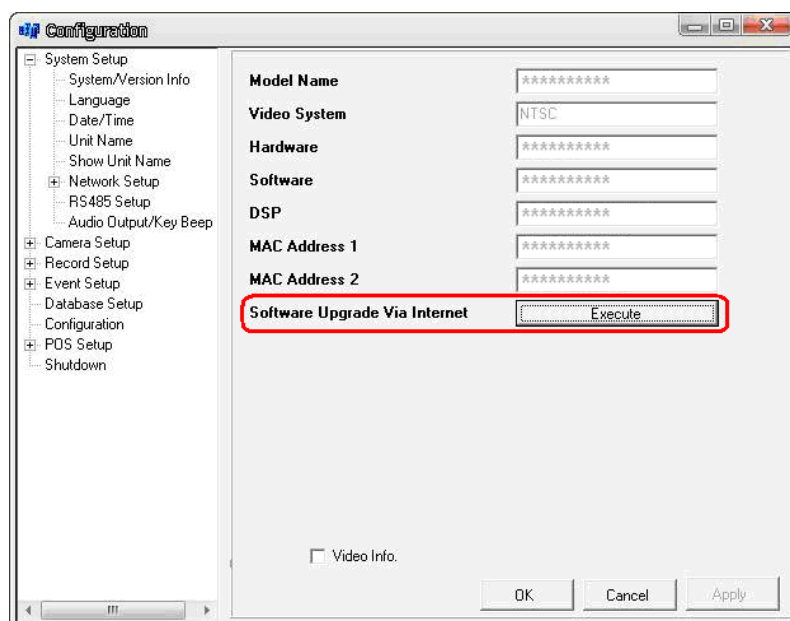 Configuration
System Setup
System/Version Info
Language
Date/Time
Unit Name
Show Unit Name
Network Setup
RS485 Setup
Audio Output/Key Beep
Camera Setup
Record Setup
Event Setup
Database Setup
Configuration
POS Setup
Shutdown
Model Name **********
Video System NTSC
Hardware **********
Software **********
DSP **********
MAC Address 1 **********
MAC Address 2 **********
Software Upgrade Via Internet Execute
Video Info.
OK Cancel Apply